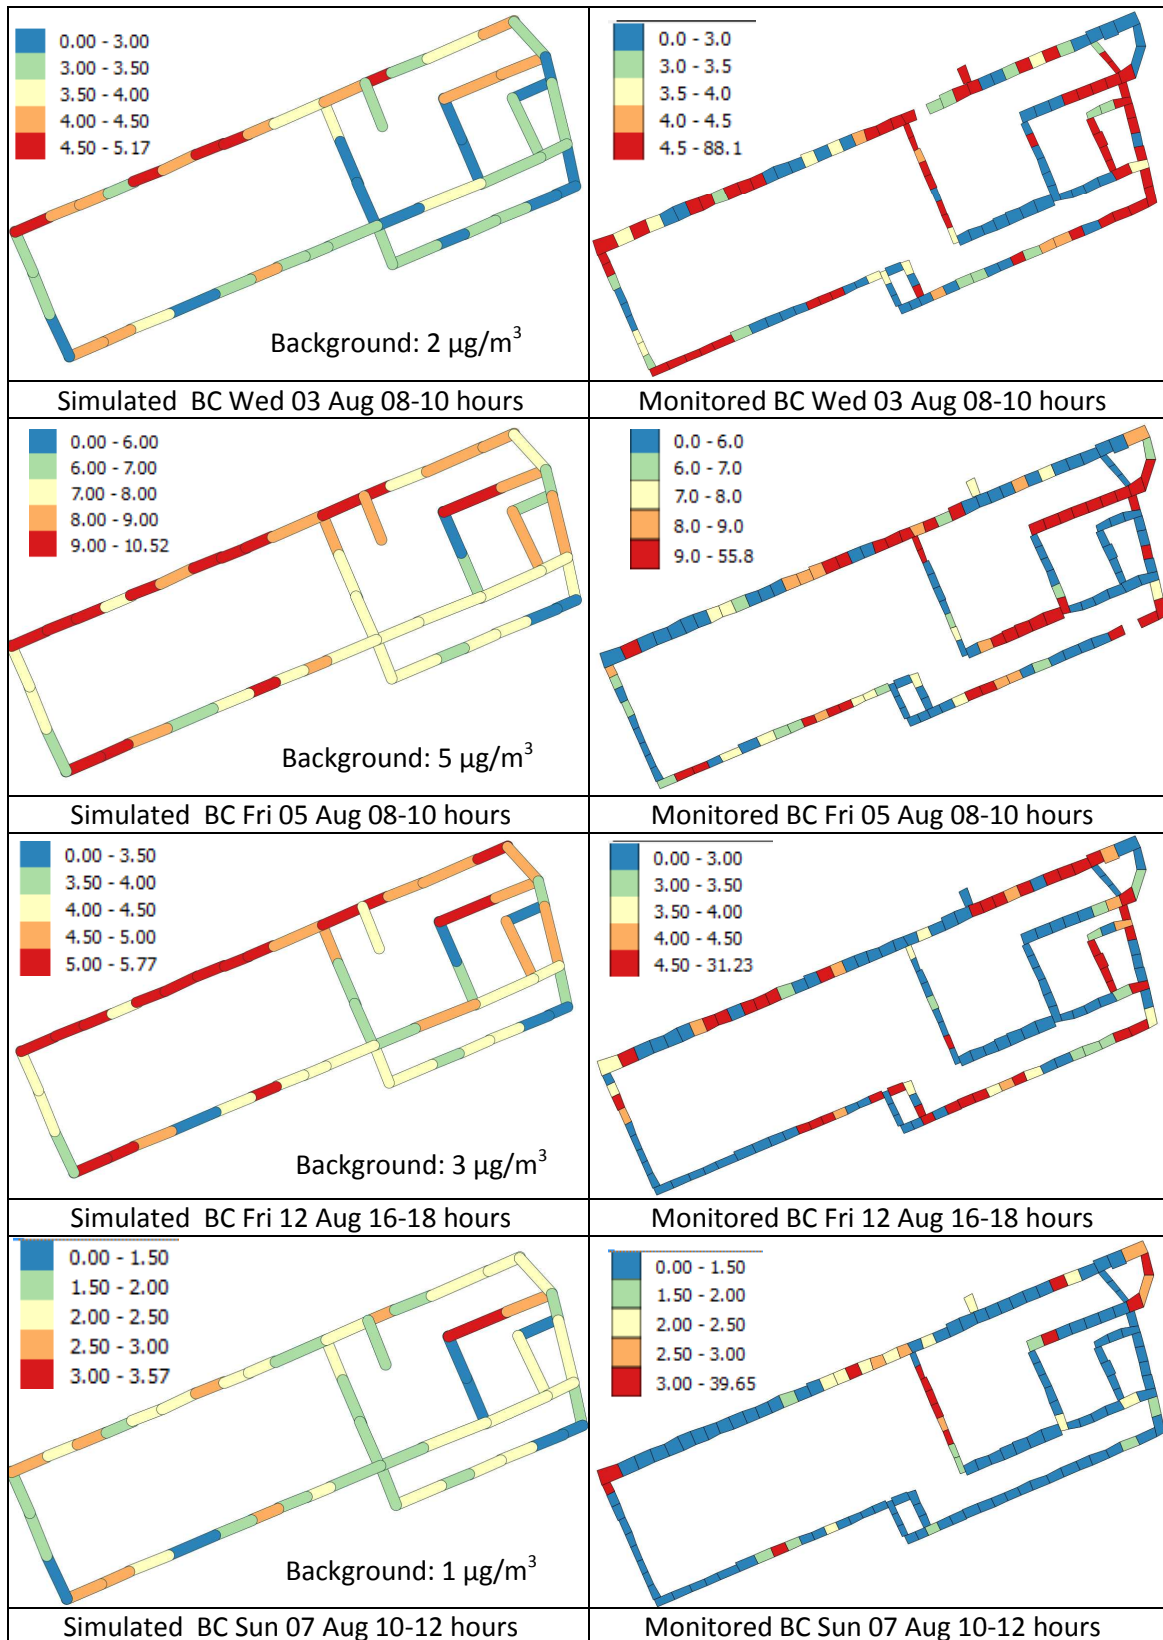 0.00 - 3.00
3.00 - 3.50
3.50 - 4.00
4.00 - 4.50
4.50 - 5.17
Background: 2 µg/m³
0.0 - 3.0
3.0 - 3.5
3.5 - 4.0
4.0 - 4.5
4.5 - 88.1
Simulated BC Wed 03 Aug 08-10 hours
Monitored BC Wed 03 Aug 08-10 hours
0.00 - 6.00
6.00 - 7.00
7.00 - 8.00
8.00 - 9.00
9.00 - 10.52
Background: 5 µg/m³
0.0 - 6.0
6.0 - 7.0
7.0 - 8.0
8.0 - 9.0
9.0 - 55.8
Simulated BC Fri 05 Aug 08-10 hours
Monitored BC Fri 05 Aug 08-10 hours
0.00 - 3.50
3.50 - 4.00
4.00 - 4.50
4.50 - 5.00
5.00 - 5.77
Background: 3 µg/m³
0.00 - 3.00
3.00 - 3.50
3.50 - 4.00
4.00 - 4.50
4.50 - 31.23
Simulated BC Fri 12 Aug 16-18 hours
Monitored BC Fri 12 Aug 16-18 hours
0.00 - 1.50
1.50 - 2.00
2.00 - 2.50
2.50 - 3.00
3.00 - 3.57
Background: 1 µg/m³
0.00 - 1.50
1.50 - 2.00
2.00 - 2.50
2.50 - 3.00
3.00 - 39.65
Simulated BC Sun 07 Aug 10-12 hours
Monitored BC Sun 07 Aug 10-12 hours